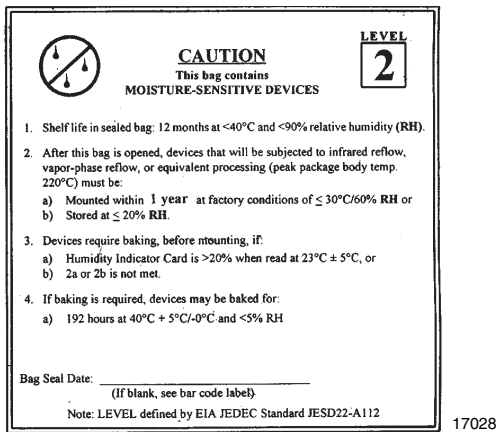 LEVEL
2
CAUTION
This bag contains
MOISTURE-SENSITIVE DEVICES
1. Shelf life in sealed bag: 12 months at <40°C and <90% relative humidity (RH).
2. After this bag is opened, devices that will be subjected to infrared reflow,
vapor-phase reflow, or equivalent processing (peak package body temp.
220°C) must be:
a) Mounted within 1 year at factory conditions of ≤ 30°C/60% RH or
b) Stored at ≤ 20% RH.
3. Devices require baking, before mounting, if:
a) Humidity Indicator Card is >20% when read at 23°C ± 5°C, or
b) 2a or 2b is not met.
4. If baking is required, devices may be baked for:
a) 192 hours at 40°C + 5°C/-0°C and <5% RH
Bag Seal Date:
(If blank, see bar code label)
Note: LEVEL defined by EIA JEDEC Standard JESD22-A112
17028